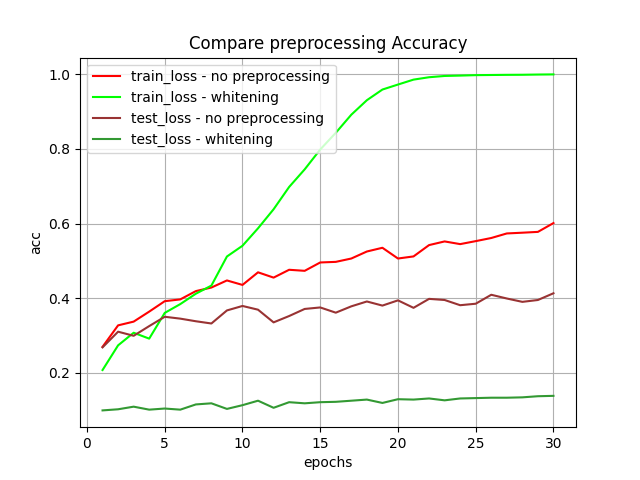 Compare preprocessing Accuracy
train_loss - no preprocessing
train_loss - whitening
test_loss - no preprocessing
test_loss - whitening
1.0
0.8
0.6
0.4
0.2
acc
0 5 10 15 20 25 30
epochs